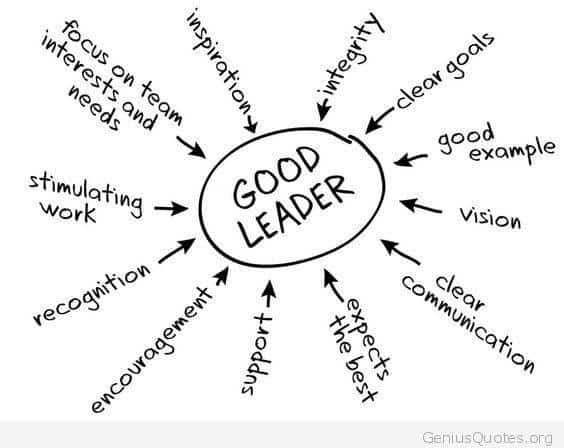 inspiration
integrity
clear goals
good
example
vision
clear
communication
expects
the best
support
encouragement
recognition
stimulating
work
focus on team
interests and
needs
GOOD
LEADER
GeniusQuotes.org